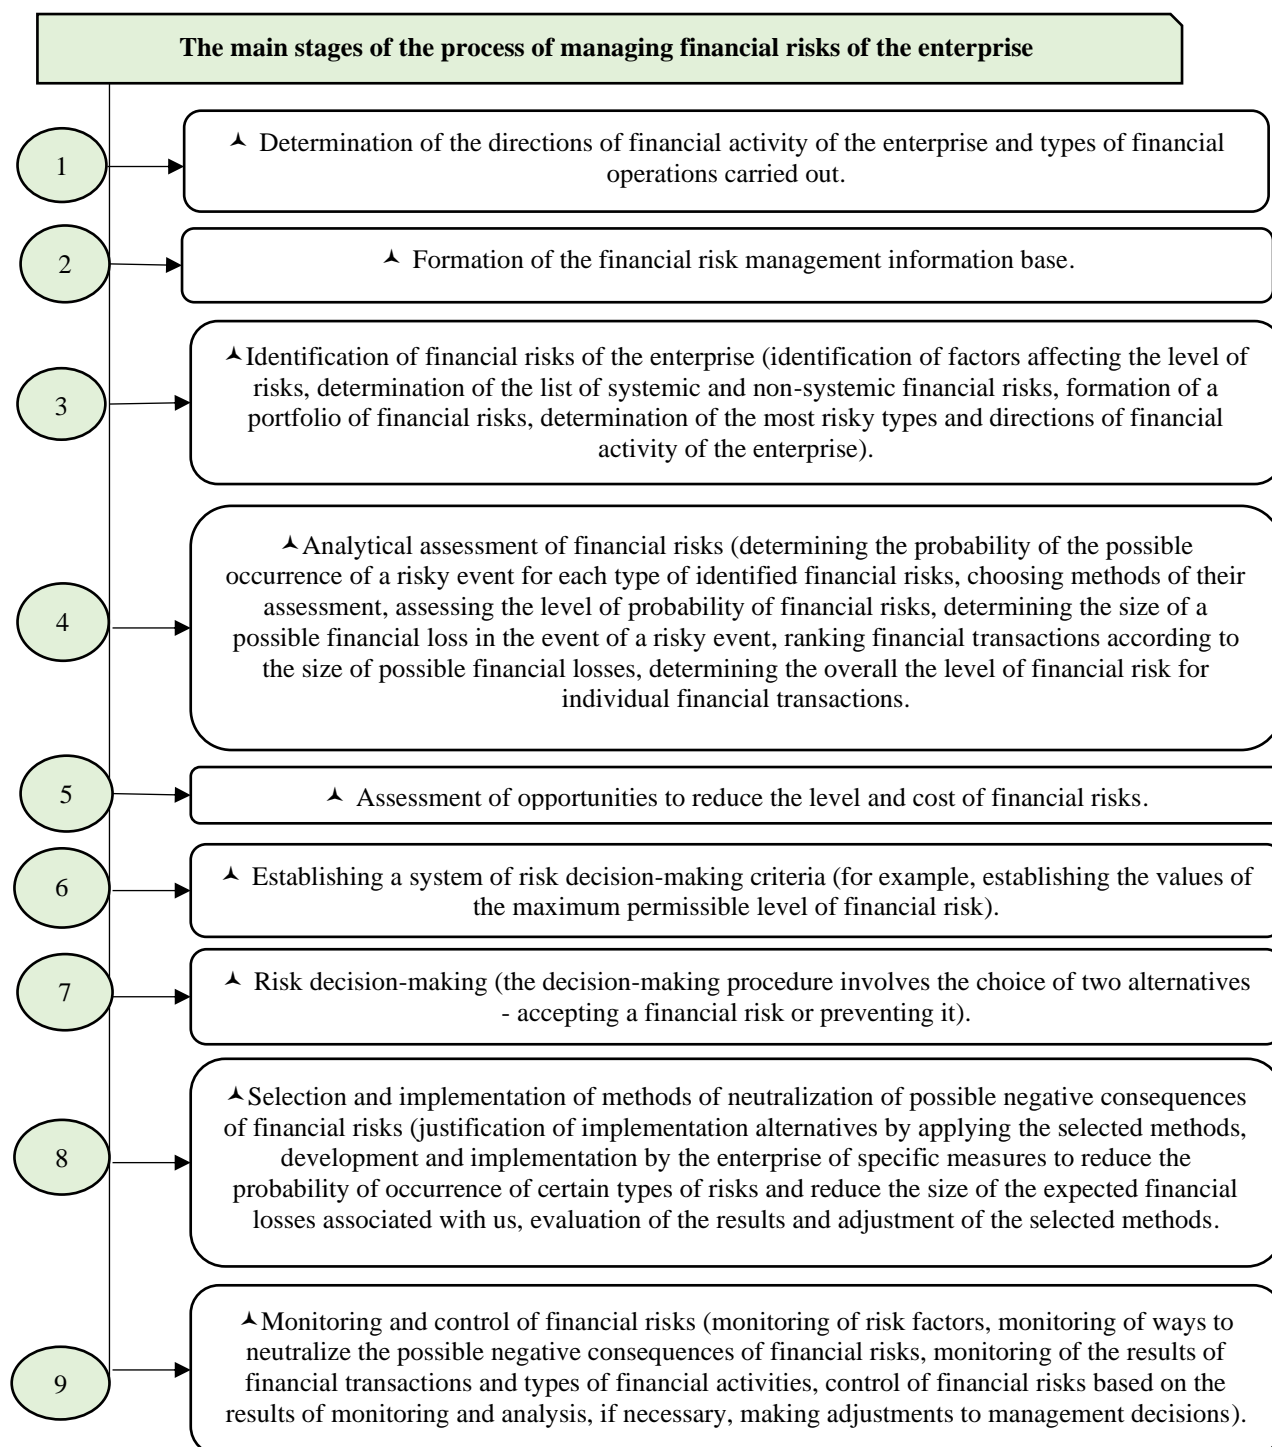 The main stages of the process of managing financial risks of the enterprise
1
Determination of the directions of financial activity of the enterprise and types of financial
operations carried out.
2
Formation of the financial risk management information base.
3
Identification of financial risks of the enterprise (identification of factors affecting the level of
risks, determination of the list of systemic and non-systemic financial risks, formation of a
portfolio of financial risks, determination of the most risky types and directions of financial
activity of the enterprise).
4
Analytical assessment of financial risks (determining the probability of the possible
occurrence of a risky event for each type of identified financial risks, choosing methods of their
assessment, assessing the level of probability of financial risks, determining the size of a
possible financial loss in the event of a risky event, ranking financial transactions according to
the size of possible financial losses, determining the overall the level of financial risk for
individual financial transactions.
5
Assessment of opportunities to reduce the level and cost of financial risks.
6
Establishing a system of risk decision-making criteria (for example, establishing the values of
the maximum permissible level of financial risk).
7
Risk decision-making (the decision-making procedure involves the choice of two alternatives
- accepting a financial risk or preventing it).
8
Selection and implementation of methods of neutralization of possible negative consequences
of financial risks (justification of implementation alternatives by applying the selected methods,
development and implementation by the enterprise of specific measures to reduce the
probability of occurrence of certain types of risks and reduce the size of the expected financial
losses associated with us, evaluation of the results and adjustment of the selected methods.
9
Monitoring and control of financial risks (monitoring of risk factors, monitoring of ways to
neutralize the possible negative consequences of financial risks, monitoring of the results of
financial transactions and types of financial activities, control of financial risks based on the
results of monitoring and analysis, if necessary, making adjustments to management decisions).